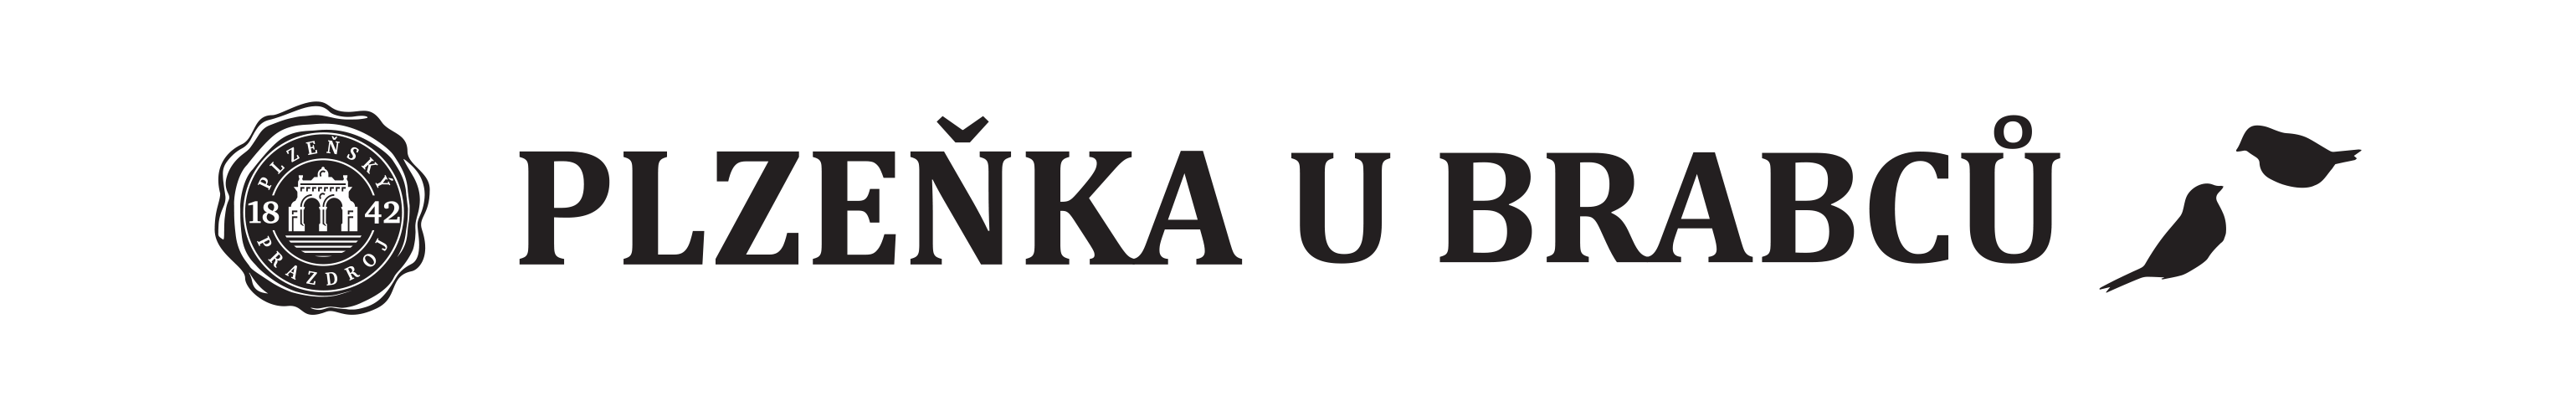 PLZEŇSKÝ
18 42
PRAZDROJ
PLZEŇKA U BRABCŮ